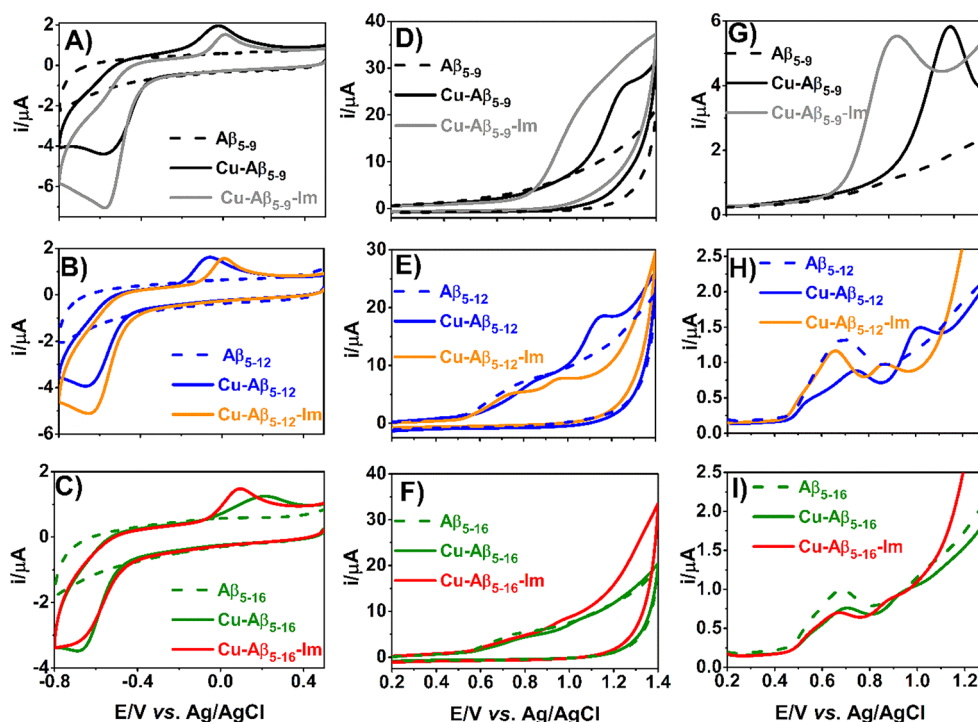 A)
2
0
-2
-4
-6
i/µA
Aβ5-9
Cu-Aβ5-9
Cu-Aβ5-9-Im
D)
40
30
20
10
0
i/µA
Aβ5-9
Cu-Aβ5-9
Cu-Aβ5-9-Im
G)
6
4
2
0
i/µA
Aβ5-9
Cu-Aβ5-9
Cu-Aβ5-9-Im
B)
2
0
-2
-4
-6
i/µA
Aβ5-12
Cu-Aβ5-12
Cu-Aβ5-12-Im
E)
30
20
10
0
i/µA
Aβ5-12
Cu-Aβ5-12
Cu-Aβ5-12-Im
H)
2.5
2.0
1.5
1.0
0.5
0.0
i/µA
Aβ5-12
Cu-Aβ5-12
Cu-Aβ5-12-Im
C)
2
0
-2
-4
i/µA
Aβ5-16
Cu-Aβ5-16
Cu-Aβ5-16-Im
-0.8 -0.4 0.0 0.4
E/V vs. Ag/AgCl
F)
40
30
20
10
0
i/µA
Aβ5-16
Cu-Aβ5-16
Cu-Aβ5-16-Im
0.2 0.4 0.6 0.8 1.0 1.2 1.4
E/V vs. Ag/AgCl
I)
2.5
2.0
1.5
1.0
0.5
0.0
i/µA
Aβ5-16
Cu-Aβ5-16
Cu-Aβ5-16-Im
0.2 0.4 0.6 0.8 1.0 1.2
E/V vs. Ag/AgCl